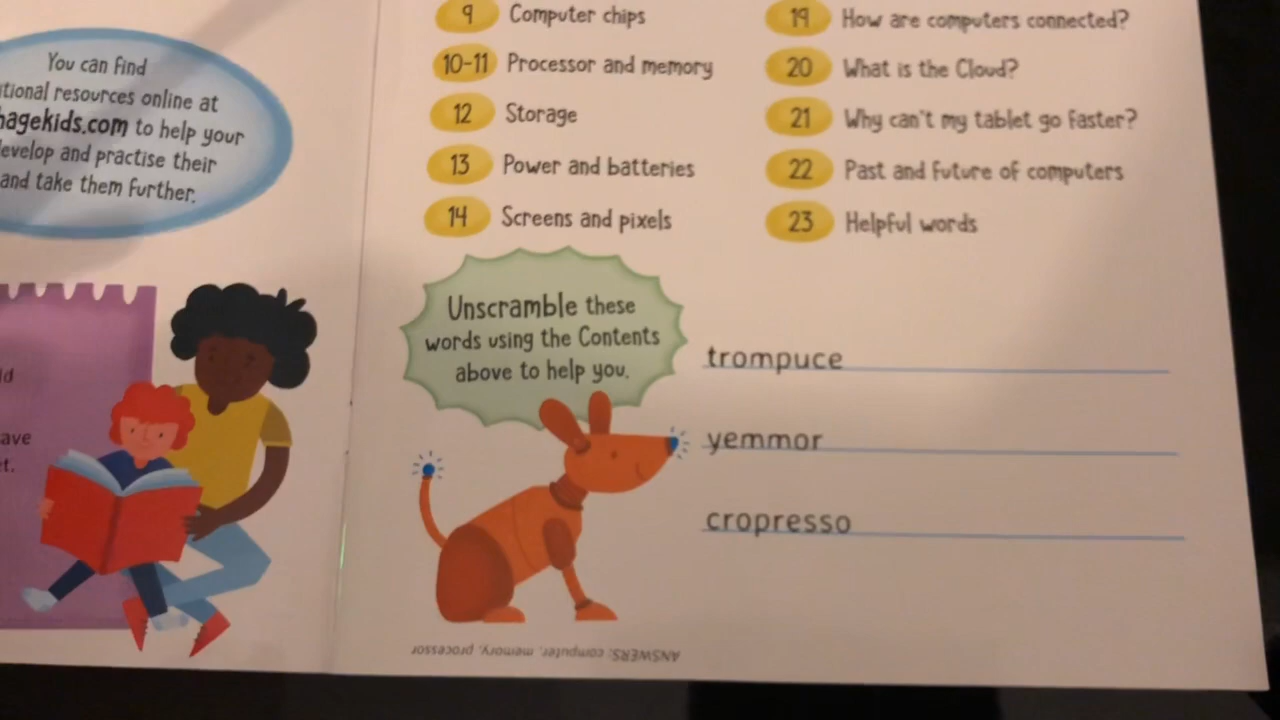 You can find
resources online at
to help your
and practise their
and take them further.
9 Computer chips
10-11 Processor and memory
12 Storage
13 Power and batteries
14 Screens and pixels
19 How are computers connected?
20 What is the Cloud?
21 Why can't my tablet go faster?
22 Past and future of computers
23 Helpful words
Unscramble these
words using the Contents
above to help you.
trompuce
yemmor
cropresso
ANSWERS: computer, memory, processor